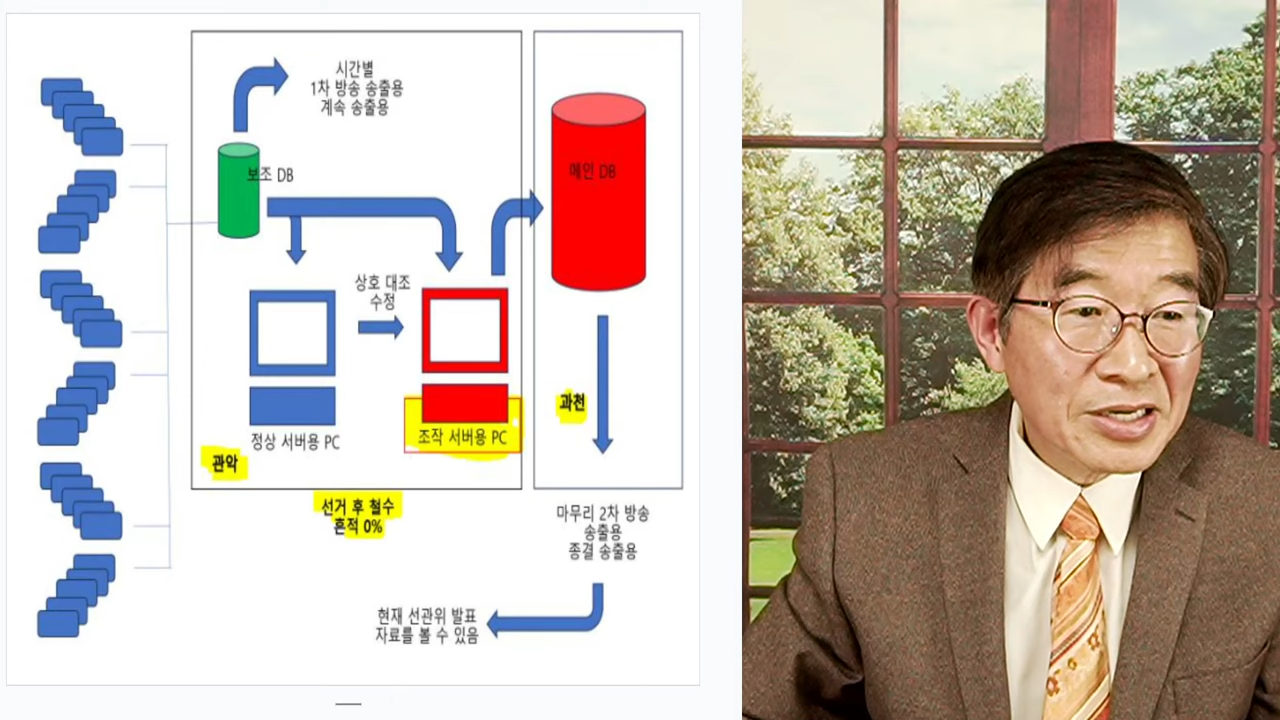 시간별
1차 방송 송출용
계속 송출용
보조 DB
메인 DB
상호 대조
수정
과천
정상 서버용 PC
조작 서버용 PC
관악
선거 후 철수
흔적 0%
마무리 2차 방송
송출용
종결 송출용
현재 선관위 발표
자료를 볼 수 있음